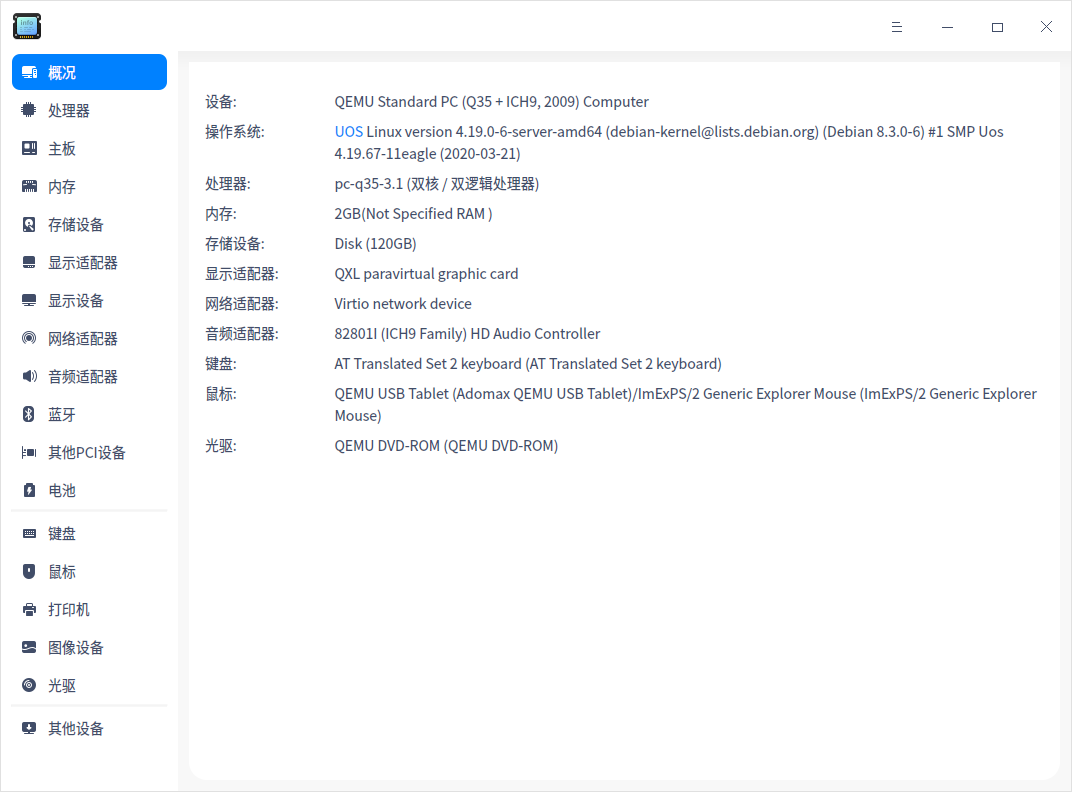 info
概况
处理器
主板
内存
存储设备
显示适配器
显示设备
网络适配器
音频适配器
蓝牙
其他PCI设备
电池
键盘
鼠标
打印机
图像设备
光驱
其他设备
设备: QEMU Standard PC (Q35 + ICH9, 2009) Computer
操作系统: UOS Linux version 4.19.0-6-server-amd64 (debian-kernel@lists.debian.org) (Debian 8.3.0-6) #1 SMP Uos
4.19.67-11eagle (2020-03-21)
处理器: pc-q35-3.1 (双核 / 双逻辑处理器)
内存: 2GB(Not Specified RAM )
存储设备: Disk (120GB)
显示适配器: QXL paravirtual graphic card
网络适配器: Virtio network device
音频适配器: 82801I (ICH9 Family) HD Audio Controller
键盘: AT Translated Set 2 keyboard (AT Translated Set 2 keyboard)
鼠标: QEMU USB Tablet (Adomax QEMU USB Tablet)/ImExPS/2 Generic Explorer Mouse (ImExPS/2 Generic Explorer
Mouse)
光驱: QEMU DVD-ROM (QEMU DVD-ROM)